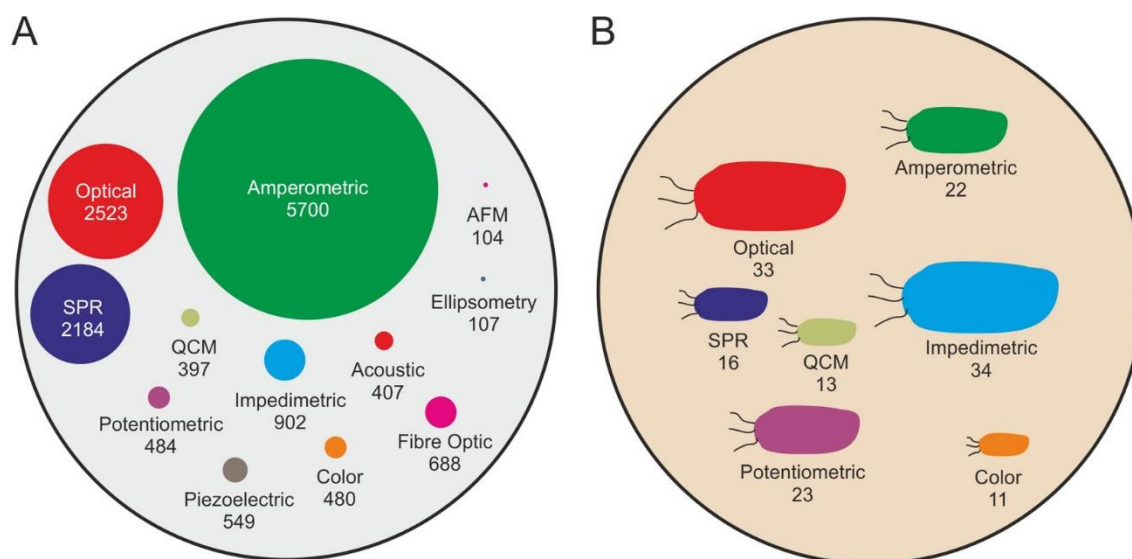 A
Optical
2523
Amperometric
5700
AFM
104
SPR
2184
Ellipsometry
107
QCM
397
Acoustic
407
Impedimetric
902
Potentiometric
484
Fibre Optic
688
Color
480
Piezoelectric
549
B
Amperometric
22
Optical
33
SPR
16
QCM
13
Impedimetric
34
Potentiometric
23
Color
11